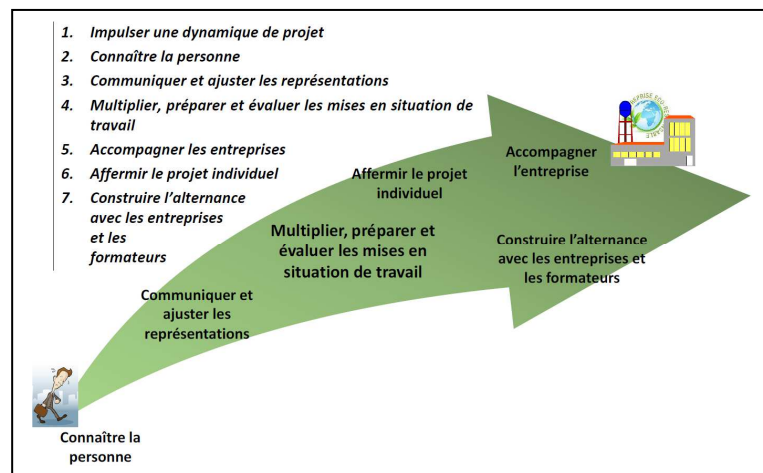 1. Impulser une dynamique de projet
2. Connaître la personne
3. Communiquer et ajuster les représentations
4. Multiplier, préparer et évaluer les mises en situation de
travail
5. Accompagner les entreprises
6. Affermir le projet individuel
7. Construire l'alternance
avec les entreprises
et les
formateurs
Accompagner
l'entreprise
Affermir le projet
individuel
Multiplier, préparer et
évaluer les mises en
situation de travail
Construire l'alternance
avec les entreprises et
les formateurs
Communiquer et
ajuster les
représentations
Connaître la
personne